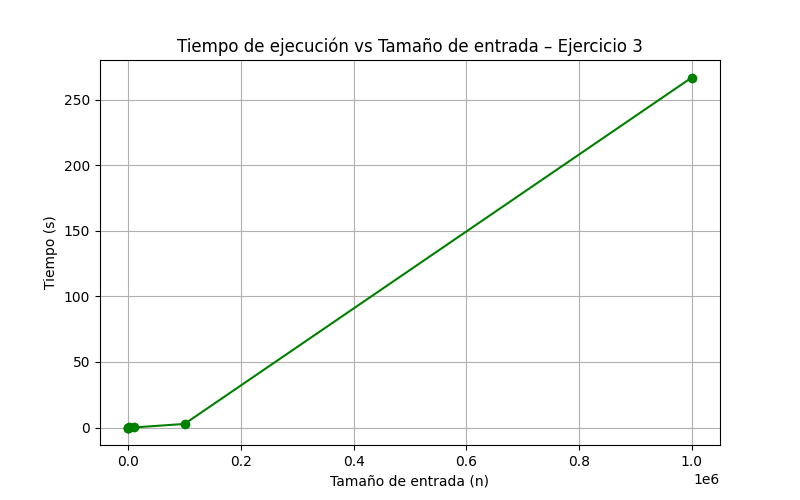 Tiempo de ejecución vs Tamaño de entrada – Ejercicio 3
Tiempo (s)
250
200
150
100
50
0
0.0 0.2 0.4 0.6 0.8 1.0
1e6
Tamaño de entrada (n)